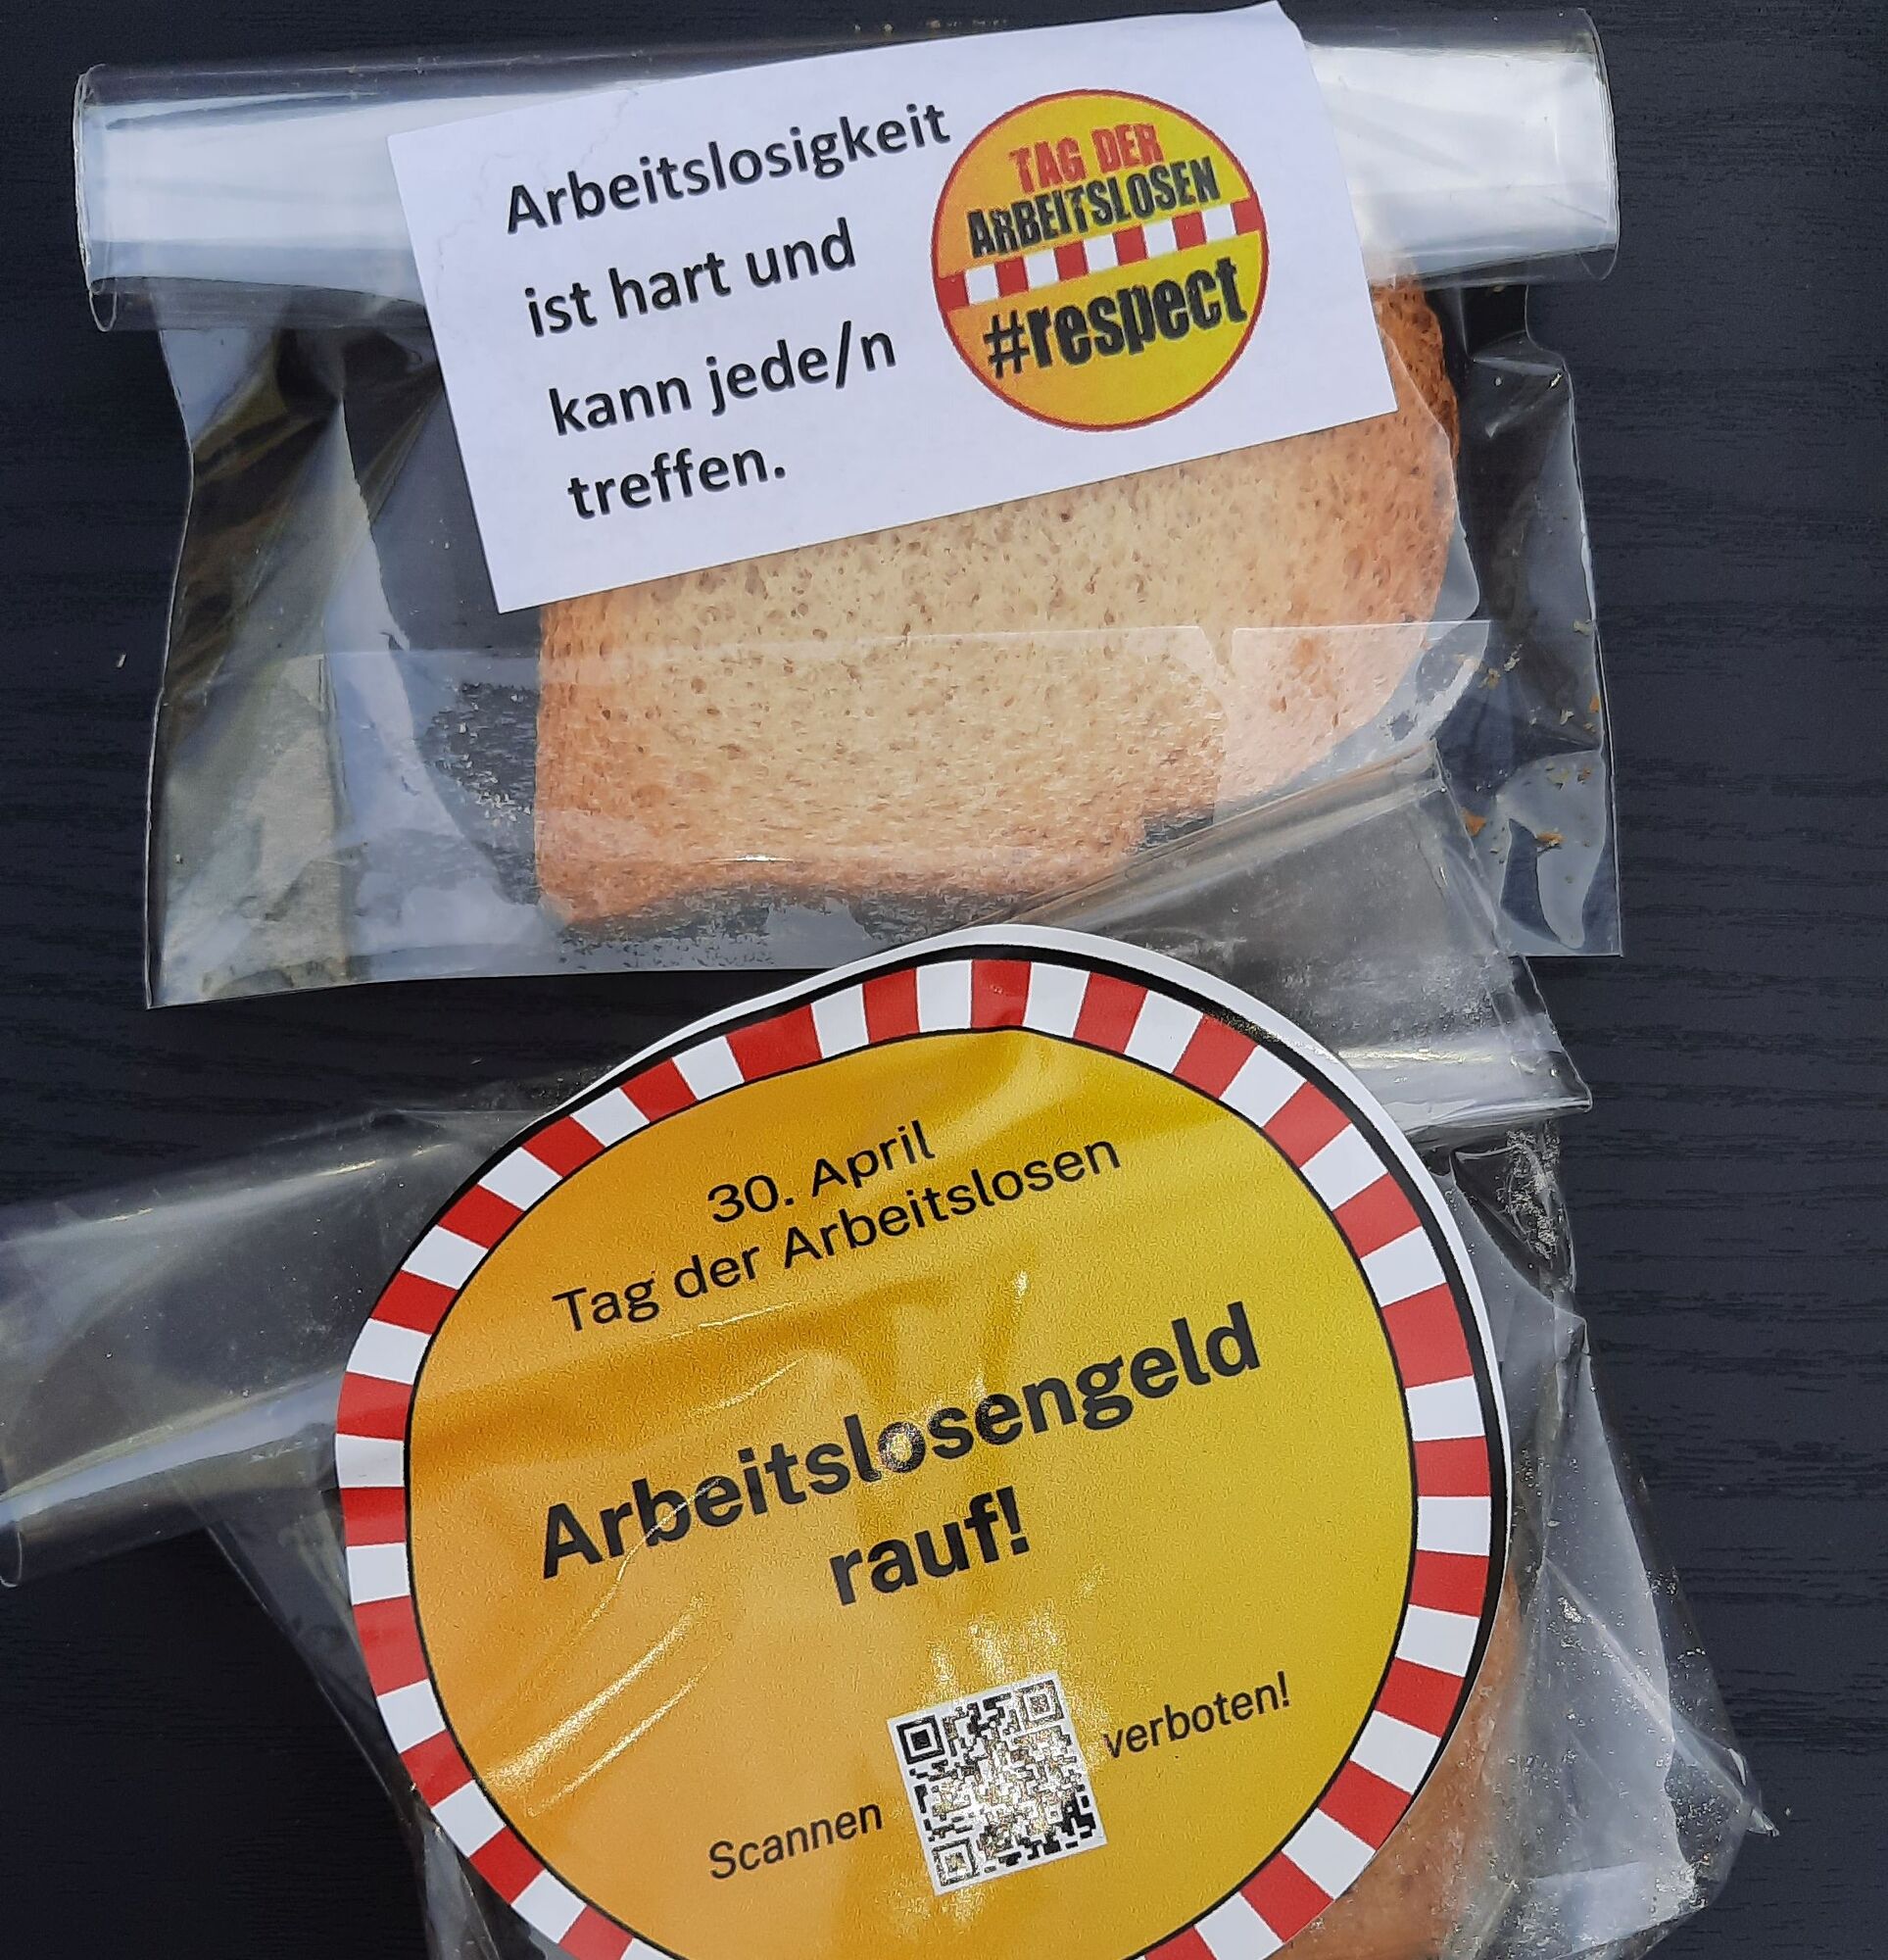 Arbeitslosigkeit
ist hart und
kann jede/n
treffen.
TAG DER
ARBEITSLOSEN
#respect
30. April
Tag der Arbeitslosen
Arbeitslosengeld
rauf!
Scannen verboten!